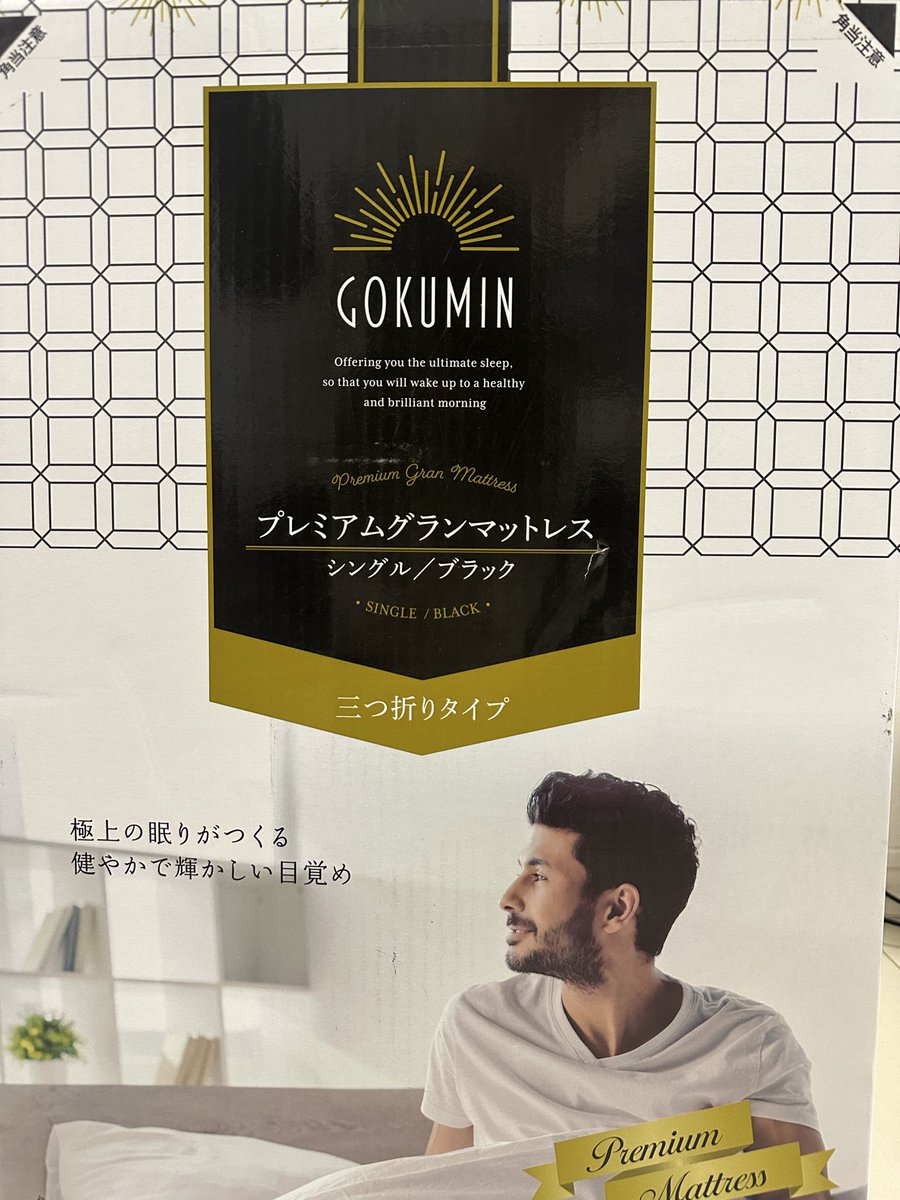 角当注意
角当注意
GOKUMIN
Offering you the ultimate sleep,
so that you will wake up to a healthy
and brilliant morning
Premium Gran Mattress
プレミアムグランマットレス
シングル／ブラック
・SINGLE / BLACK・
三つ折りタイプ
極上の眠りがつくる
健やかで輝かしい目覚め
Premium
Mattress